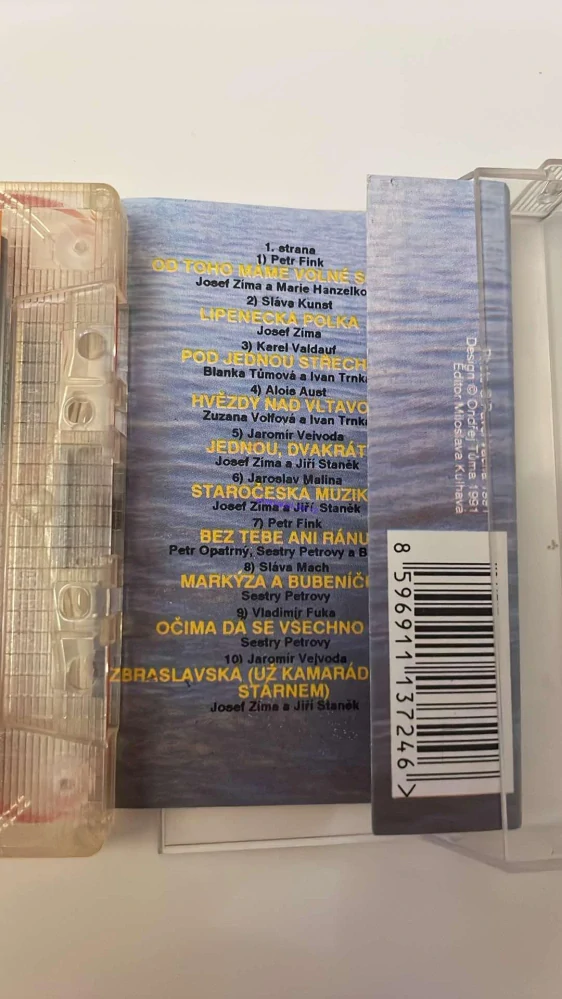 1. strana
1) Petr Fink
OD TOHO MÁME VOLNÉ S
Josef Zíma a Marie Hanzelko
2) Sláva Kunst
LIPENECKÁ POLKA
Josef Zíma
3) Karel Valdauf
POD JEDNOU STŘECH
Blanka Tůmová a Ivan Trnk
4) Alois Aust
HVĚZDY NAD VLTAVO
Zuzana Volfová a Ivan Trnk
5) Jaromír Vejvoda
JEDNOU, DVAKRÁT
Josef Zíma a Jiří Staněk
6) Jaroslav Malina
STAROČESKÁ MUZIK
Josef Zíma a Jiří Staněk
7) Petr Fink
BEZ TEBE ANI RÁNU
Petr Opatrný, Sestry Petrovy a B
8) Sláva Mach
MARKÝZA A BUBENÍČ
Sestry Petrovy
9) Vladimír Fuka
OČIMA DÁ SE VŠECHNO
Sestry Petrovy
10) Jaromír Vejvoda
ZBRASLAVSKÁ (UŽ KAMARÁD
STÁRNEM)
Josef Zíma a Jiří Staněk
1991
Design © Ondřej Tůma 1991
Editor Miloslava Kulhavá
8 596911 137246 >